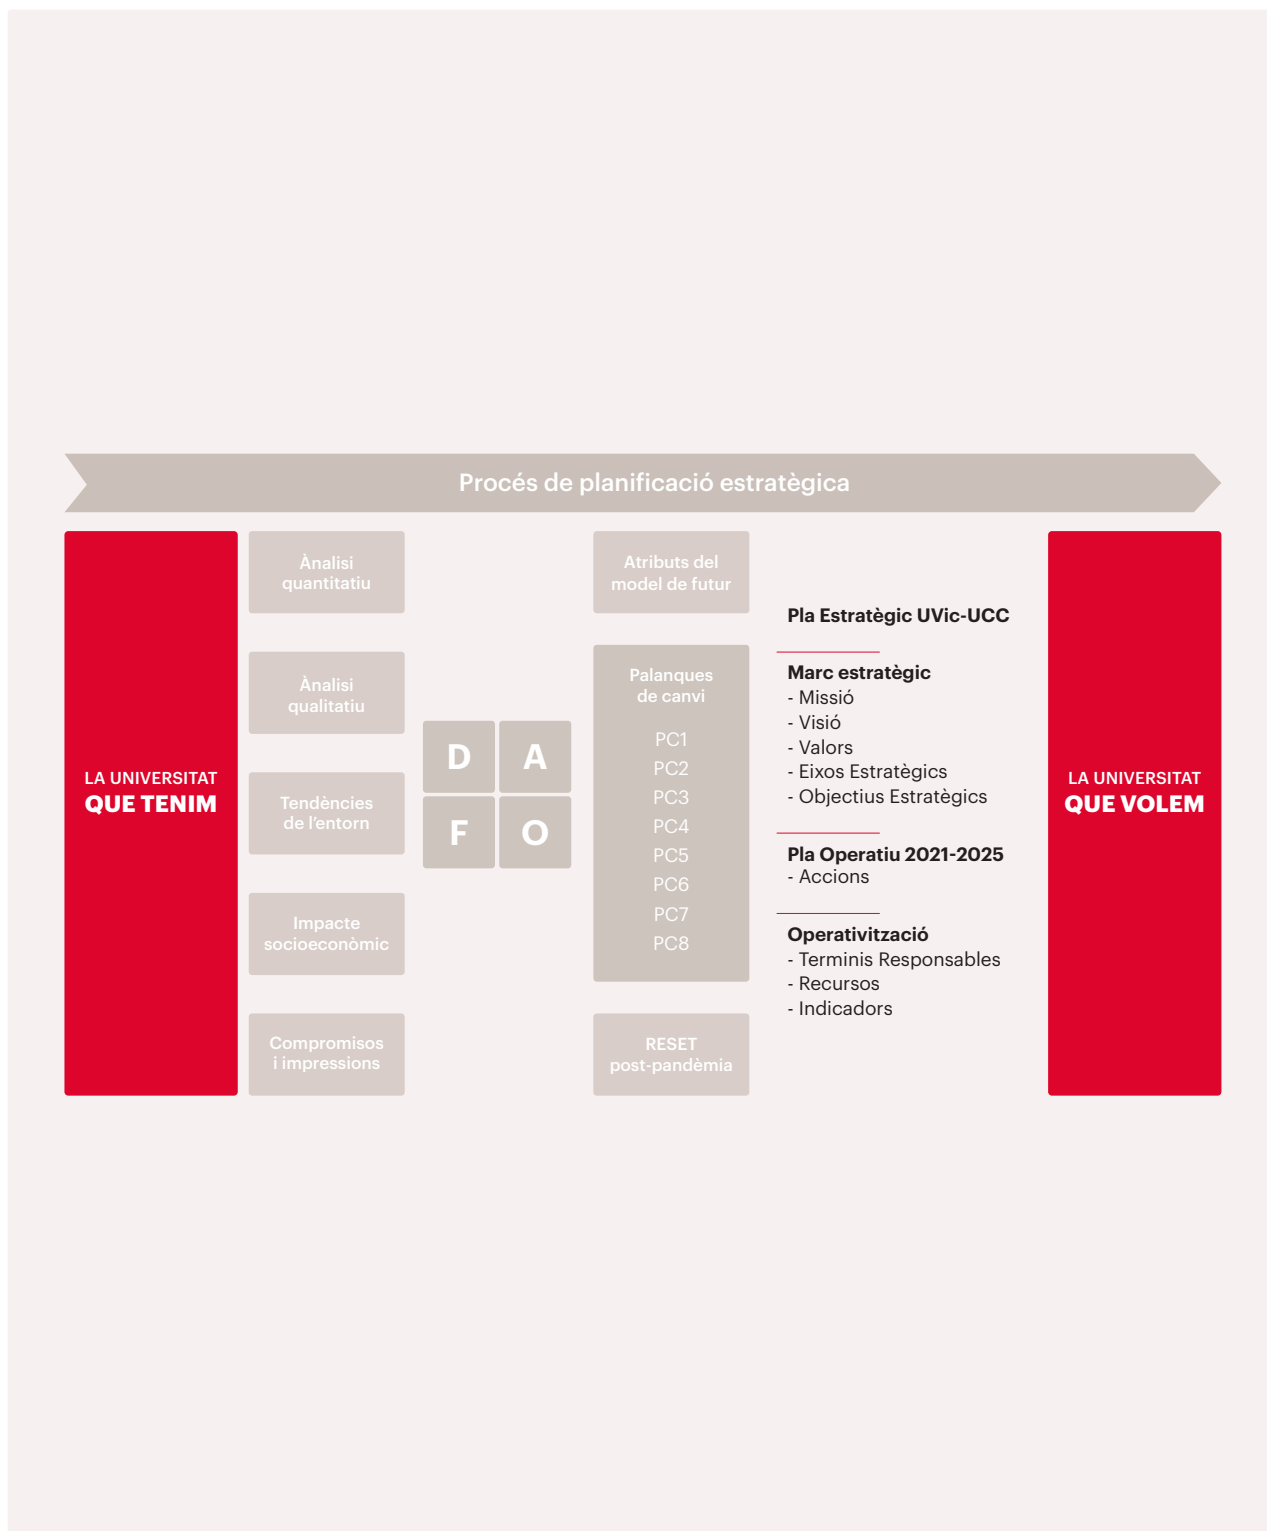 Procés de planificació estratègica
LA UNIVERSITAT
QUE TENIM
Ànalisi
quantitatiu
Ànalisi
qualitatiu
Tendències
de l’entorn
Impacte
socioeconòmic
Compromisos
i impressions
D A
F O
Atributs del
model de futur
Palanques
de canvi
PC1
PC2
PC3
PC4
PC5
PC6
PC7
PC8
RESET
post-pandèmia
Pla Estratègic UVic-UCC
Marc estratègic
- Missió
- Visió
- Valors
- Eixos Estratègics
- Objectius Estratègics
Pla Operatiu 2021-2025
- Accions
Operativització
- Terminis Responsables
- Recursos
- Indicadors
LA UNIVERSITAT
QUE VOLEM